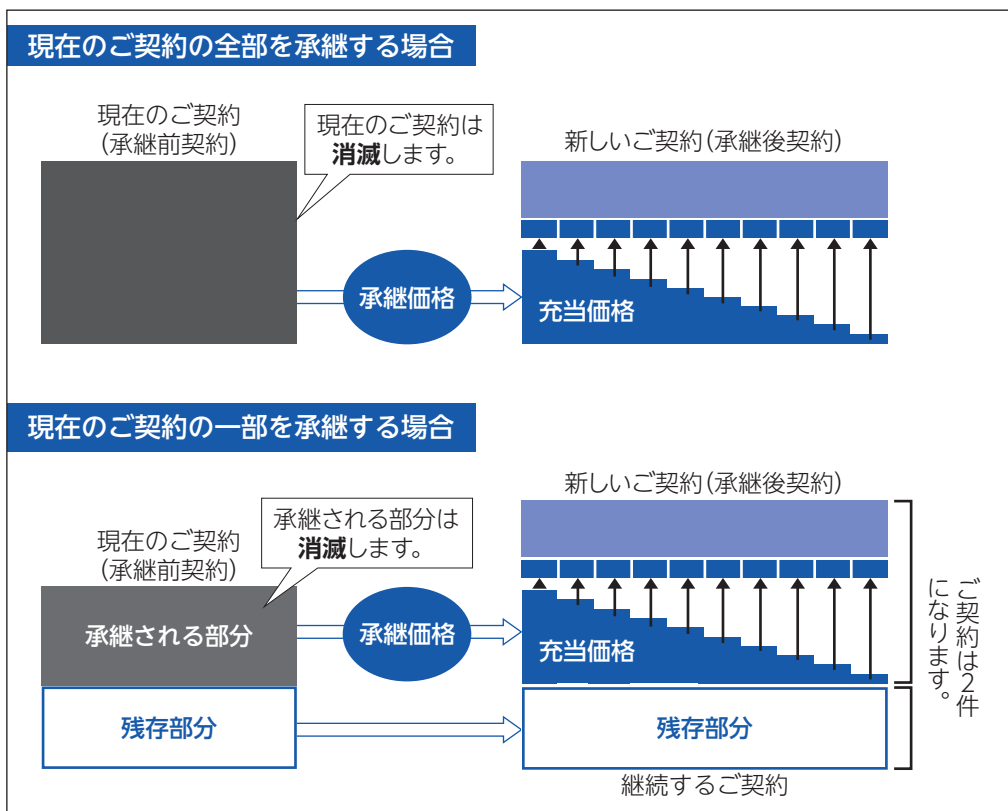 現在のご契約の全部を承継する場合
現在のご契約
(承継前契約)
現在のご契約は
消滅します。
新しいご契約(承継後契約)
承継価格
充当価格
現在のご契約の一部を承継する場合
現在のご契約
(承継前契約)
承継される部分は
消滅します。
新しいご契約(承継後契約)
承継される部分
承継価格
充当価格
残存部分
残存部分
継続するご契約
ご契約は2件
になります。